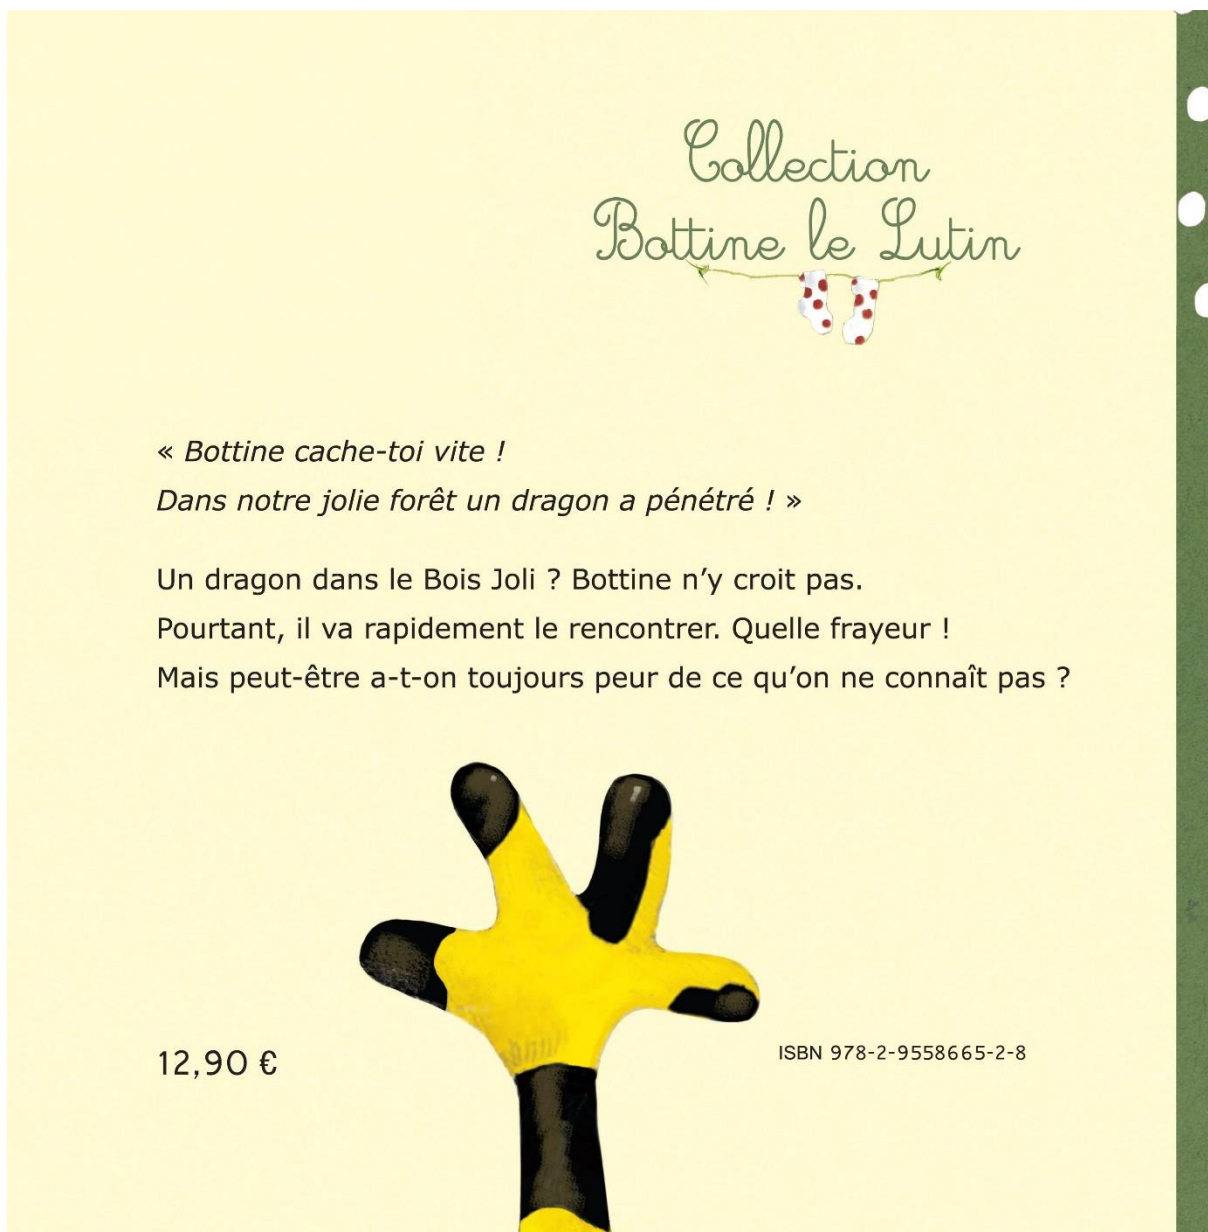 Collection
Bottine le Lutin
« Bottine cache-toi vite !
Dans notre jolie forêt un dragon a pénétré ! »
Un dragon dans le Bois Joli ? Bottine n’y croit pas.
Pourtant, il va rapidement le rencontrer. Quelle frayeur !
Mais peut-être a-t-on toujours peur de ce qu’on ne connaît pas ?
12,90 €
ISBN 978-2-9558665-2-8